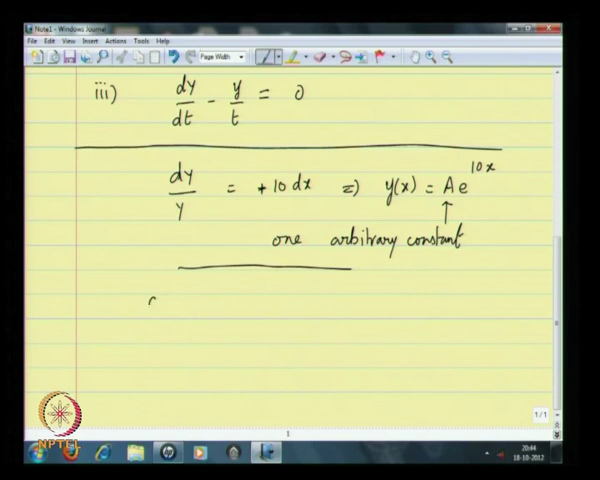 Note1 - Windows Journal
File Edit View Insert Actions Tools Help
Page Width
iii) dy/dt - y/t = 0
dy/y = +10 dx ⇒ y(x) = A e^{10x}
↑
one arbitrary constant
1/1
1
NPTEL
20:44
18-10-2012